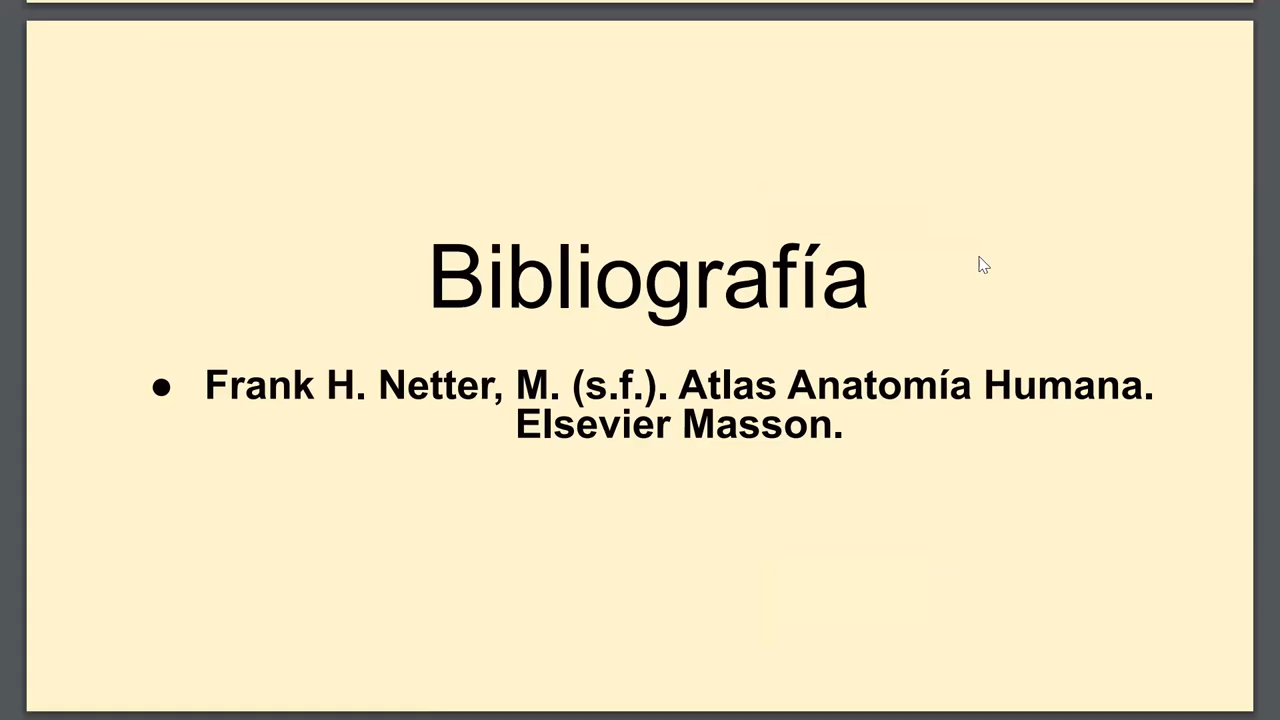 Bibliografía
● Frank H. Netter, M. (s.f.). Atlas Anatomía Humana.
Elsevier Masson.